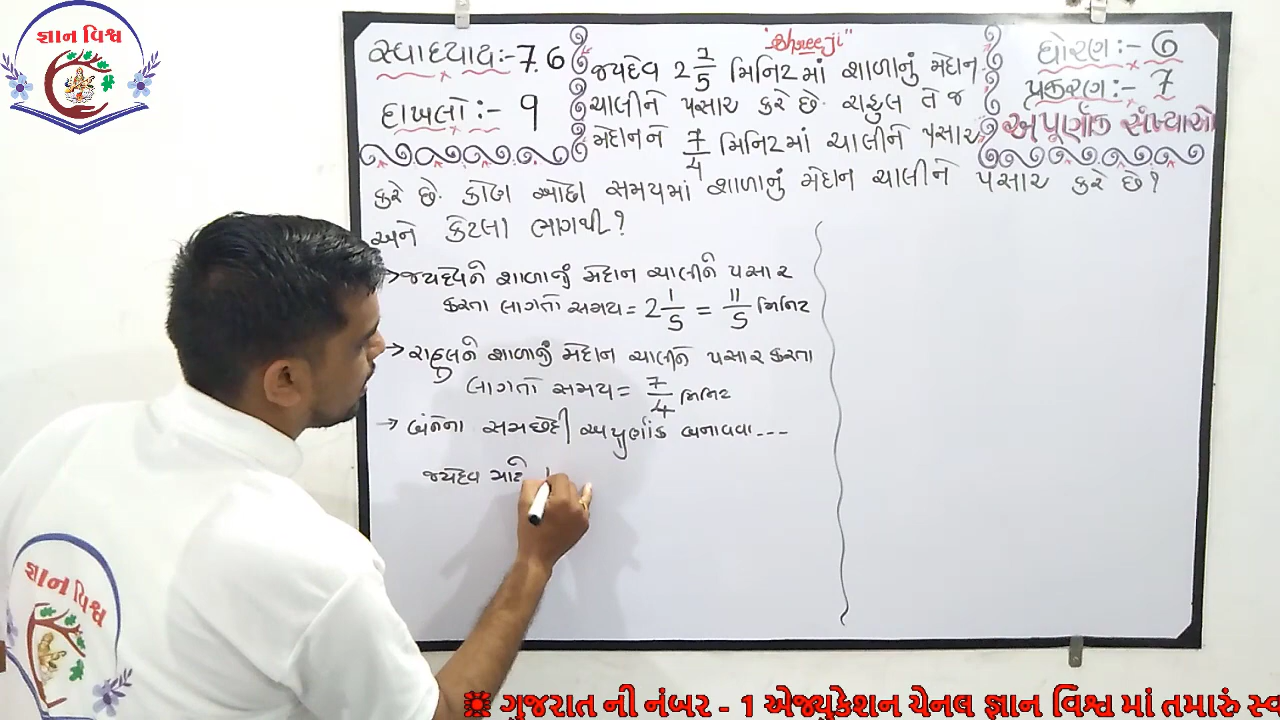 જ્ઞાન વિશ્વ
"Shreeji"
સ્વાધ્યાય:-7.6
દાખલો :- 9
ધોરણ:- ૬
પ્રકરણ:- 7
અપૂર્ણાંક સંખ્યાઓ
જયદેવ 2 1/5 મિનિટમાં શાળાનું મેદાન
ચાલીને પસાર કરે છે. રાહુલ તે જ
મેદાનને 7/4 મિનિટમાં ચાલીને પસાર
કરે છે. કોણ ઓછા સમયમાં શાળાનું મેદાન ચાલીને પસાર કરે છે?
અને કેટલા ભાગથી?
→જયદેવને શાળાનું મેદાન ચાલીને પસાર
કરતા લાગતો સમય = 2 1/5 = 11/5 મિનિટ
→ રાહુલને શાળાનું મેદાન ચાલીને પસાર કરતા
લાગતો સમય = 7/4 મિનિટ
→ બંનેના સમચ્છેદી અપૂર્ણાંક બનાવવા---
જયદેવ માટે
જ્ઞાન વિશ્વ
ગુજરાત ની નંબર - 1 એજ્યુકેશન ચેનલ જ્ઞાન વિશ્વ માં તમારું સ્વ